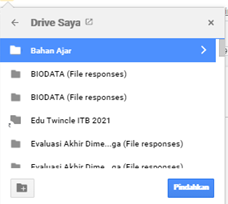 Drive Saya
Bahan Ajar
BIODATA (File responses)
BIODATA (File responses)
Edu Twincle ITB 2021
Evaluasi Akhir Dime...ga (File responses)
Evaluasi Akhir Dime...ga (File responses)
Pindahkan